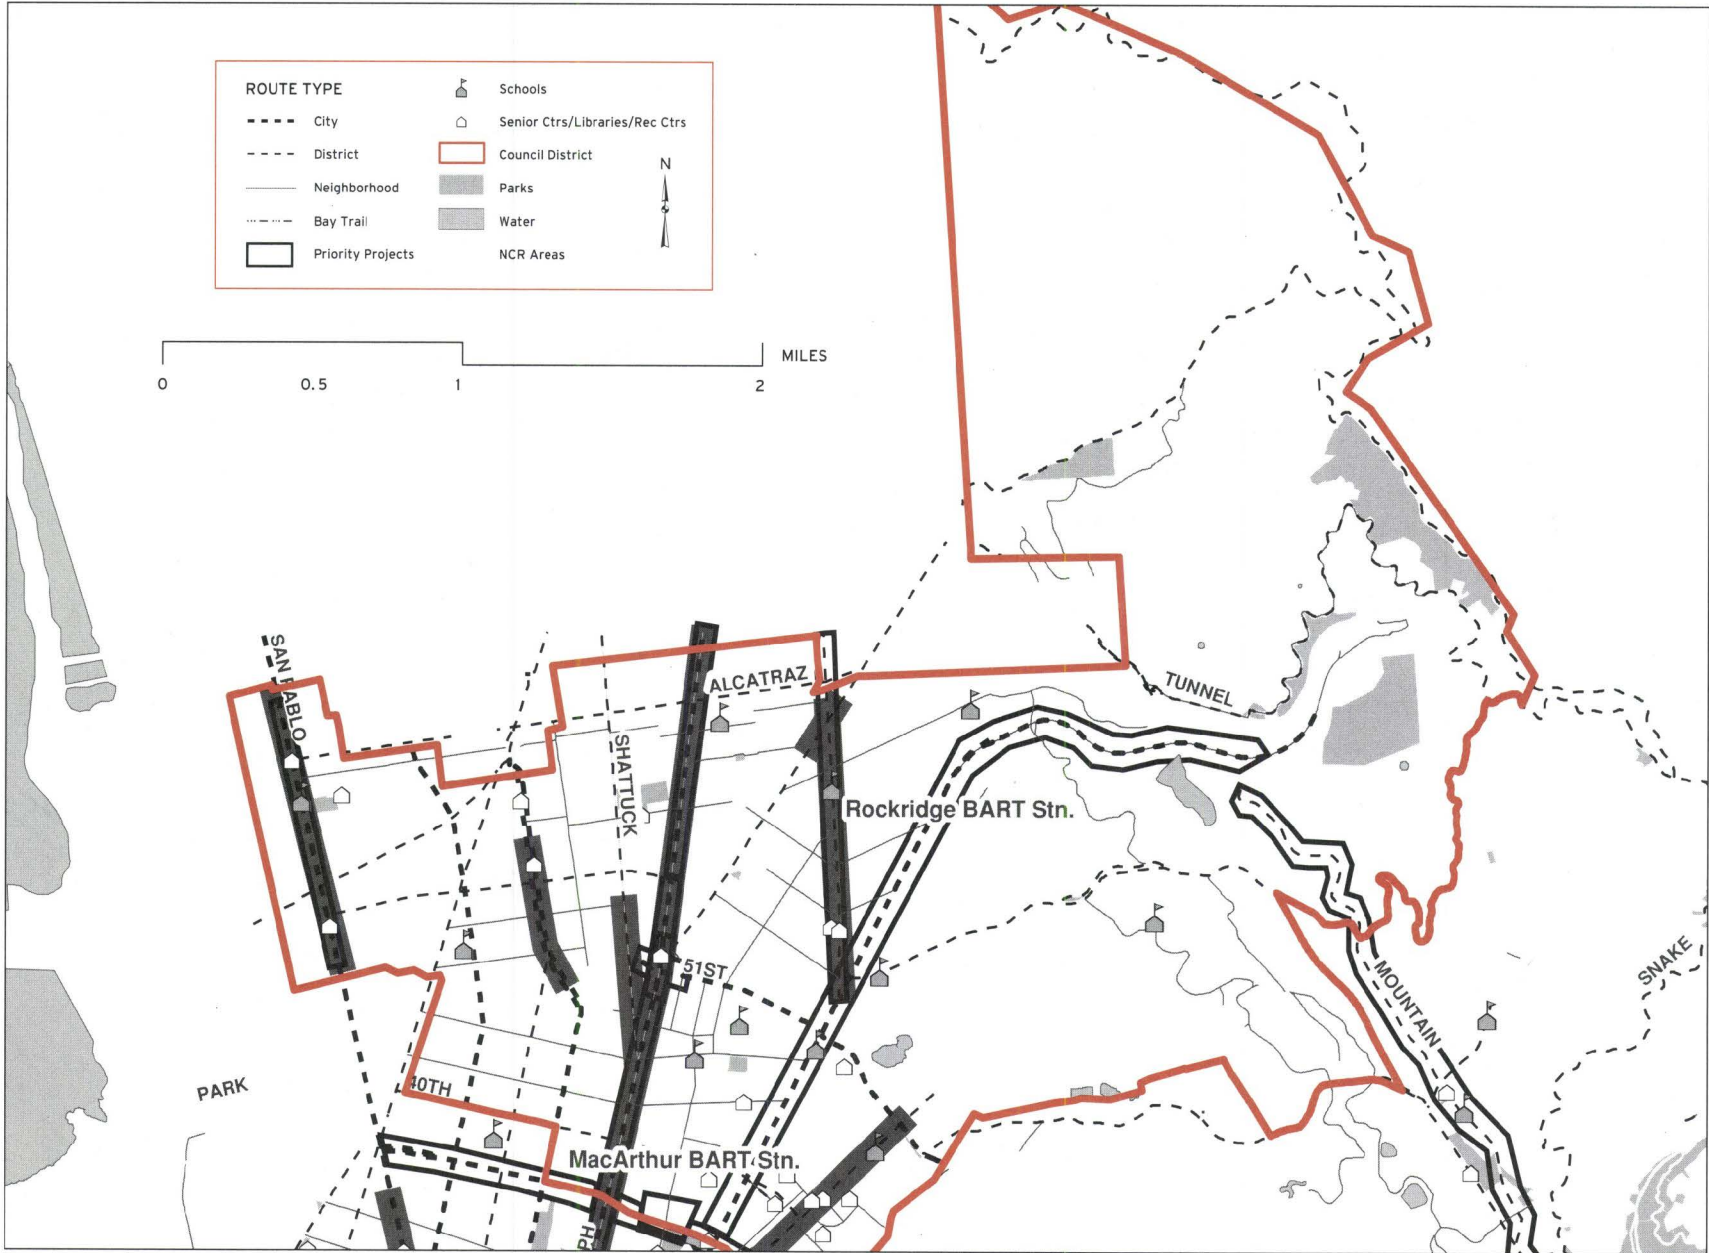 ROUTE TYPE
City
District
Neighborhood
Bay Trail
Priority Projects
Schools
Senior Ctrs/Libraries/Rec Ctrs
Council District
Parks
Water
NCR Areas
N
MILES
0 0.5 1 2
SAN PABLO
ALCATRAZ
SHATTUCK
TUNNEL
Rockridge BART Stn.
51ST
MOUNTAIN
SNAKE
PARK
40TH
MacArthur BART Stn.
PH